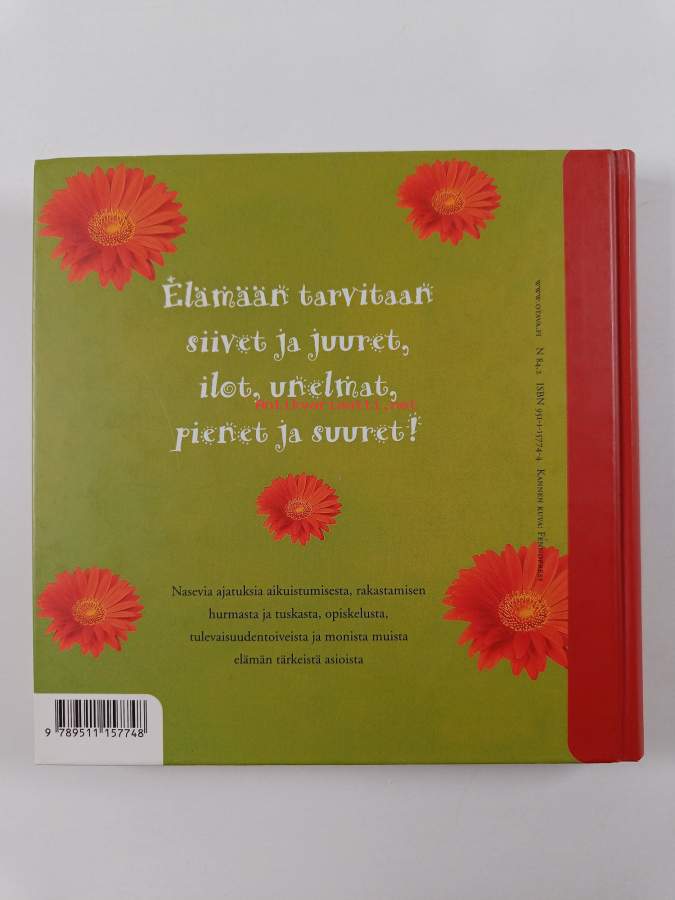 Elämään tarvitaan
siivet ja juuret,
ilot, unelmat,
Antikvariaatti.net
pienet ja suuret!
Nasevia ajatuksia aikuistumisesta, rakastamisen
hurmasta ja tuskasta, opiskelusta,
tulevaisuudentoiveista ja monista muista
elämän tärkeistä asioista
www.otava.fi N 84.2 ISBN 951-1-15774-4 Kannen kuva: Fennopress
9 789511 157748